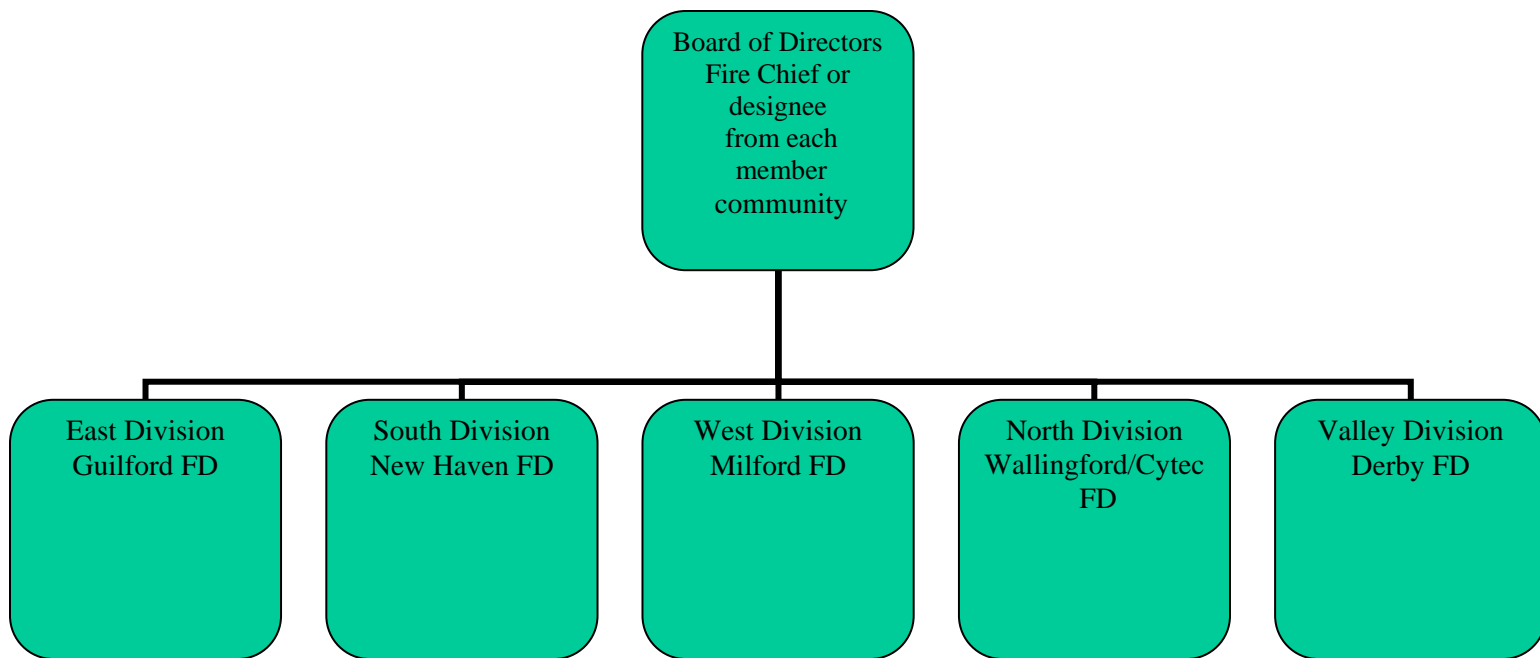 Board of Directors
Fire Chief or
designee
from each
member
community
East Division
Guilford FD
South Division
New Haven FD
West Division
Milford FD
North Division
Wallingford/Cytec
FD
Valley Division
Derby FD